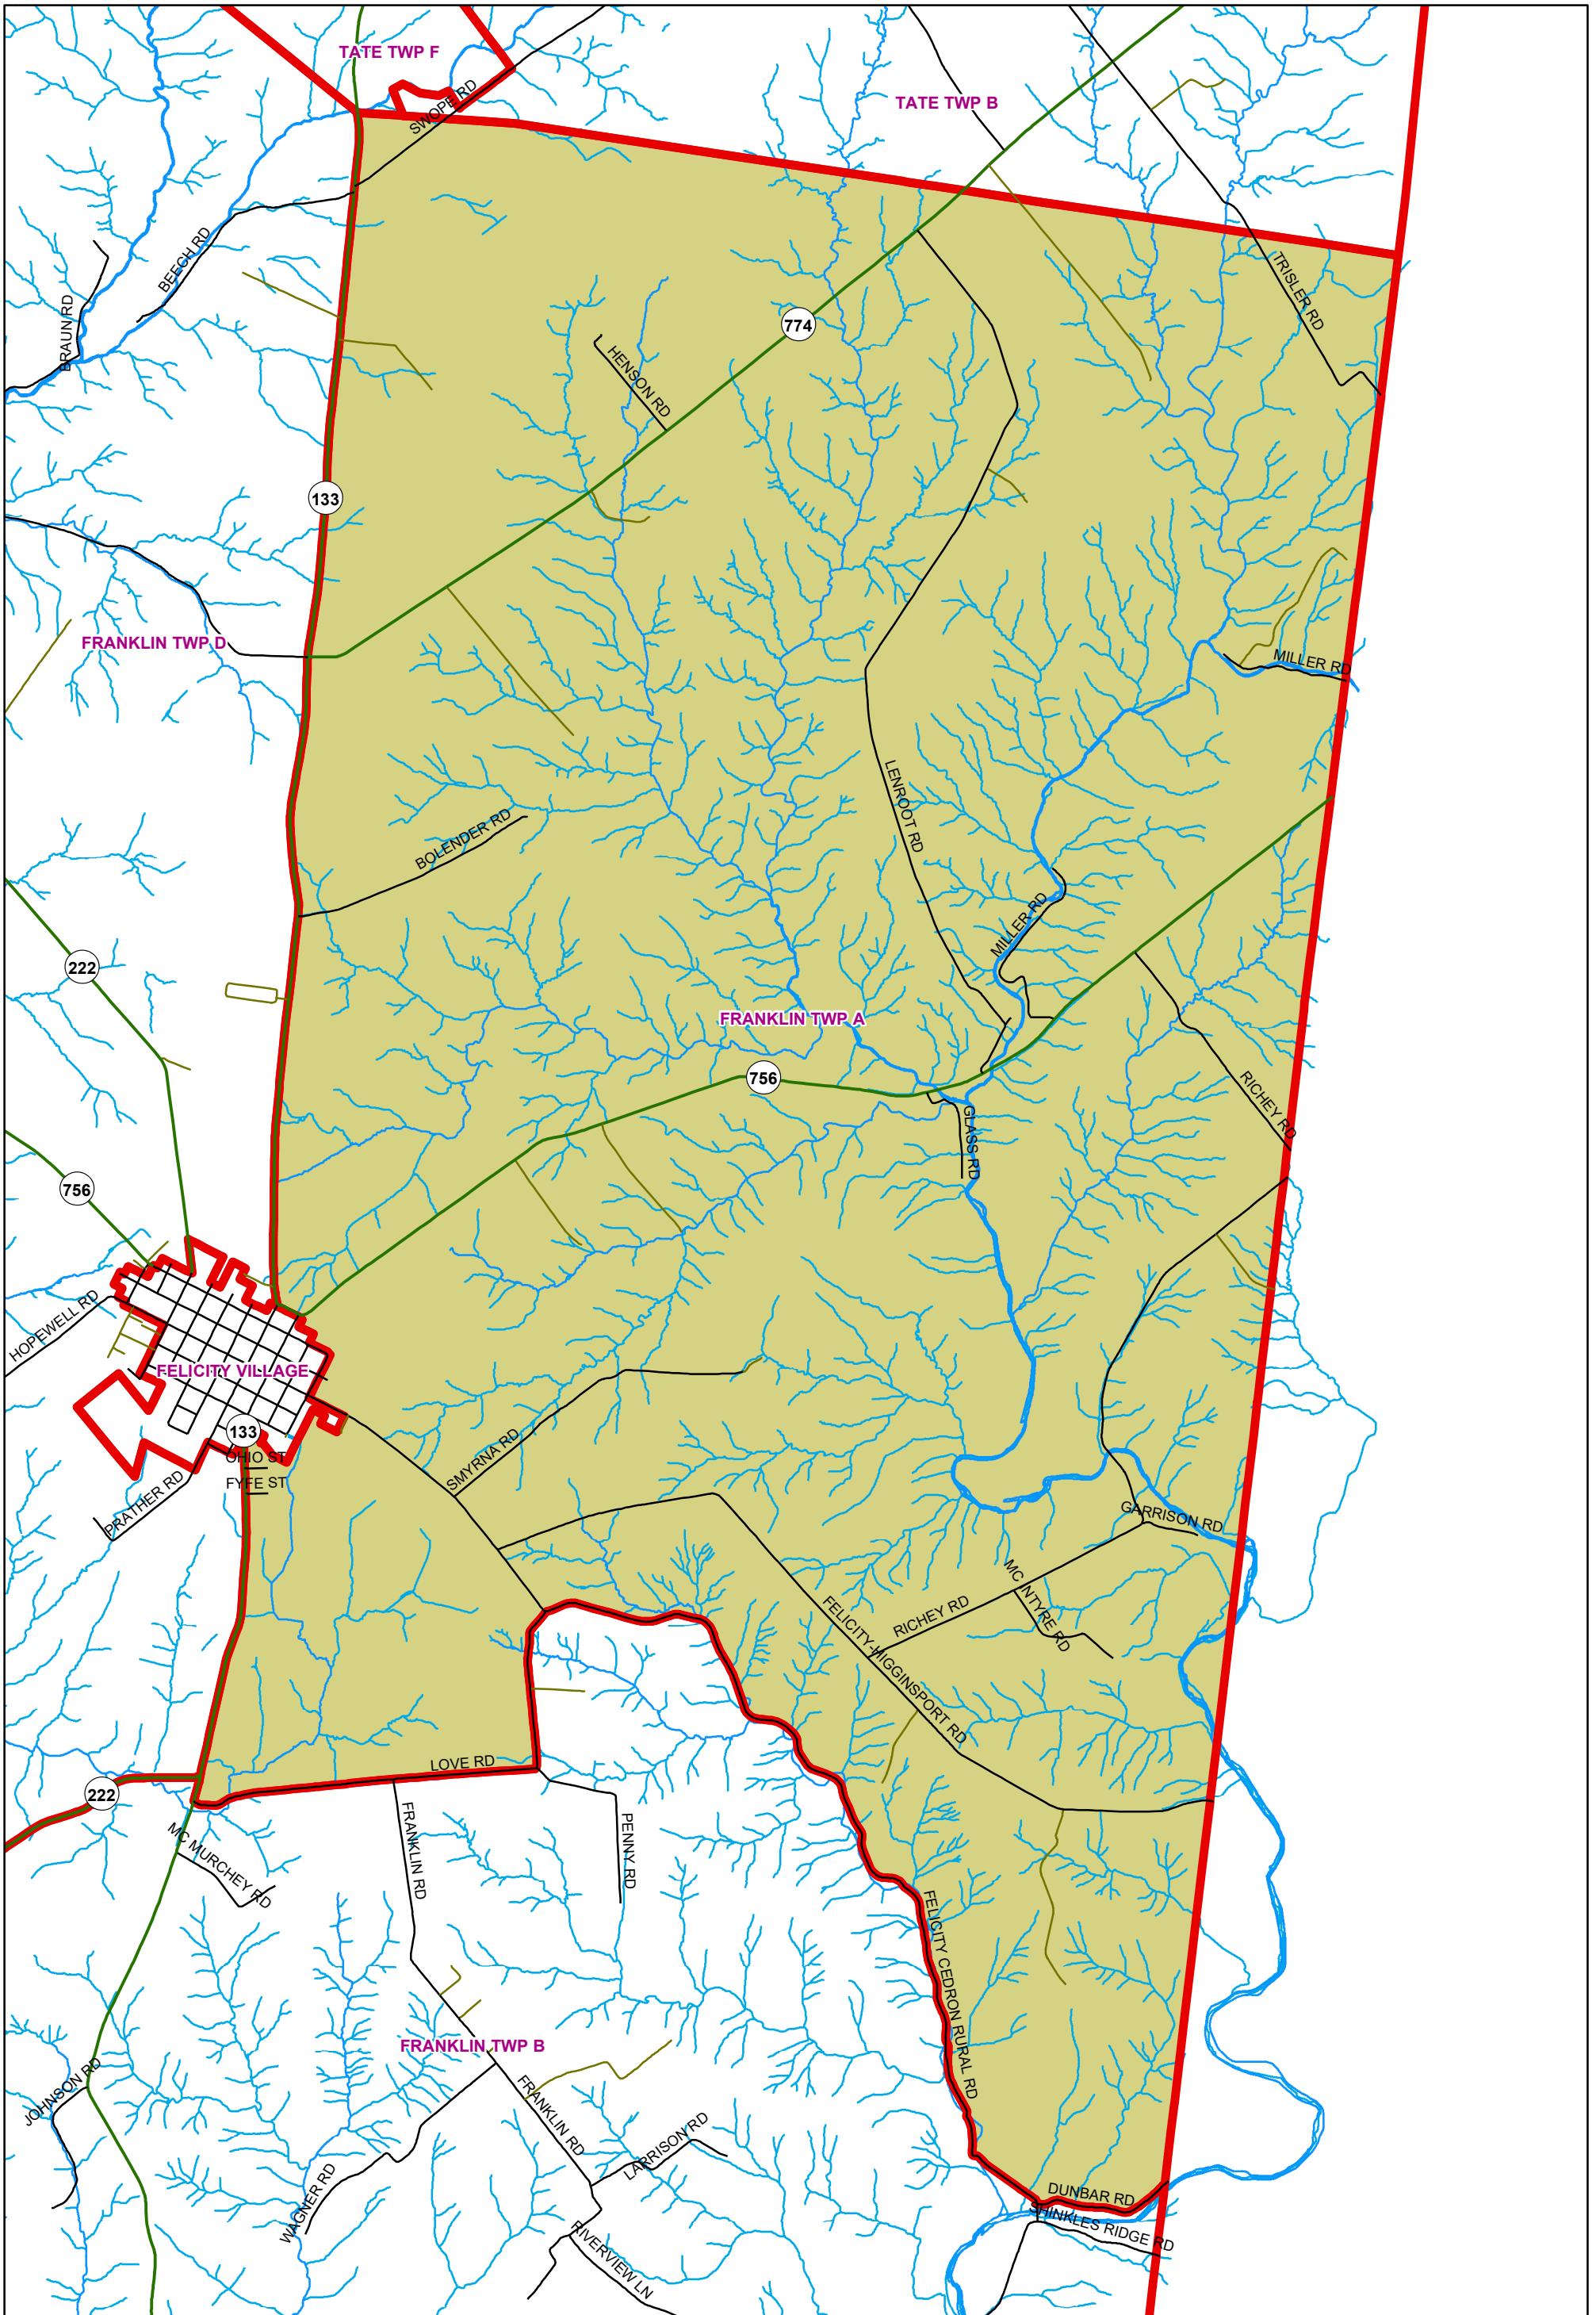 TATE TWP F
SWOPE RD
TATE TWP B
BEECH RD
BRAUN RD
TRISLER RD
774
HENSON RD
133
FRANKLIN TWP D
MILLER RD
LENROOT RD
BOLENDER RD
MILLER RD
222
FRANKLIN TWP A
756
RICHEY RD
GLASS RD
756
HOPEWELL RD
FELICITY VILLAGE
133
OHIO ST
FYFE ST
PRATHER RD
SMYRNA RD
GARRISON RD
MC INTYRE RD
RICHEY RD
FELICITY-HIGGINSPORT RD
LOVE RD
222
FRANKLIN RD
PENNY RD
MC MURCHEY RD
FELICITY CEDRON RURAL RD
FRANKLIN TWP B
JOHNSON RD
FRANKLIN RD
LARRISON RD
WAGNER RD
DUNBAR RD
SHINKLES RIDGE RD
RIVERVIEW LN